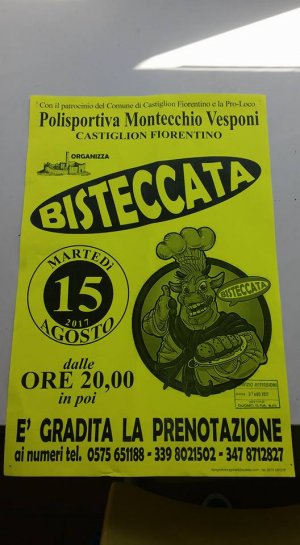 Con il patrocinio del Comune di Castiglion Fiorentino e la Pro-Loco
Polisportiva Montecchio Vesponi
CASTIGLION FIORENTINO
ORGANIZZA
BISTECCATA
MARTEDÌ
15
2017
AGOSTO
BISTECCATA
dalle
ORE 20,00
in poi
E' GRADITA LA PRENOTAZIONE
ai numeri tel. 0575 651188 - 339 8021502 - 347 8712827